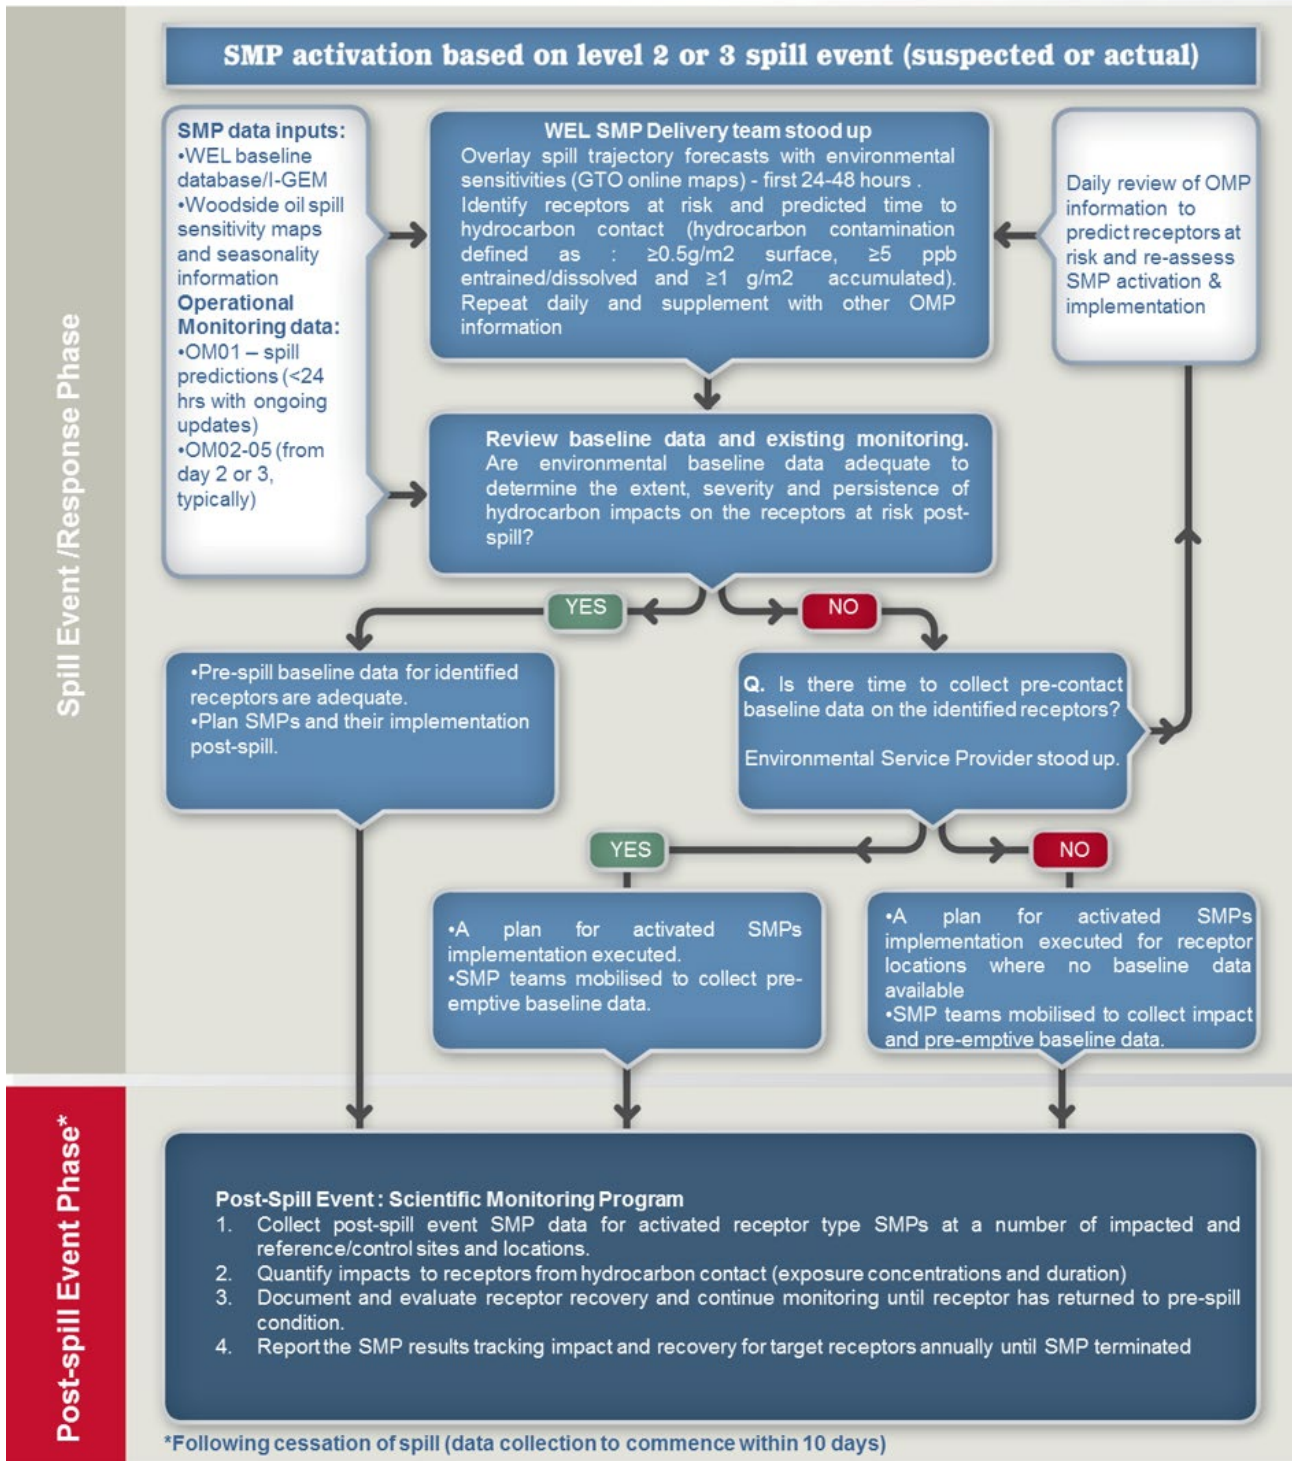 SMP activation based on level 2 or 3 spill event (suspected or actual)
Spill Event /Response Phase
SMP data inputs:
•WEL baseline
database/I-GEM
•Woodside oil spill
sensitivity maps
and seasonality
information
Operational
Monitoring data:
•OM01 – spill
predictions (<24
hrs with ongoing
updates)
•OM02-05 (from
day 2 or 3,
typically)
WEL SMP Delivery team stood up
Overlay spill trajectory forecasts with environmental
sensitivities (GTO online maps) - first 24-48 hours .
Identify receptors at risk and predicted time to
hydrocarbon contact (hydrocarbon contamination
defined as : ≥0.5g/m2 surface, ≥5 ppb
entrained/dissolved and ≥1 g/m2 accumulated).
Repeat daily and supplement with other OMP
information
Daily review of OMP
information to
predict receptors at
risk and re-assess
SMP activation &
implementation
Review baseline data and existing monitoring.
Are environmental baseline data adequate to
determine the extent, severity and persistence of
hydrocarbon impacts on the receptors at risk post-
spill?
YES
NO
•Pre-spill baseline data for identified
receptors are adequate.
•Plan SMPs and their implementation
post-spill.
Q. Is there time to collect pre-contact
baseline data on the identified receptors?
Environmental Service Provider stood up.
YES
NO
•A plan for activated SMPs
implementation executed.
•SMP teams mobilised to collect pre-
emptive baseline data.
•A plan for activated SMPs
implementation executed for receptor
locations where no baseline data
available
•SMP teams mobilised to collect impact
and pre-emptive baseline data.
Post-spill Event Phase*
Post-Spill Event : Scientific Monitoring Program
1. Collect post-spill event SMP data for activated receptor type SMPs at a number of impacted and
reference/control sites and locations.
2. Quantify impacts to receptors from hydrocarbon contact (exposure concentrations and duration)
3. Document and evaluate receptor recovery and continue monitoring until receptor has returned to pre-spill
condition.
4. Report the SMP results tracking impact and recovery for target receptors annually until SMP terminated
*Following cessation of spill (data collection to commence within 10 days)